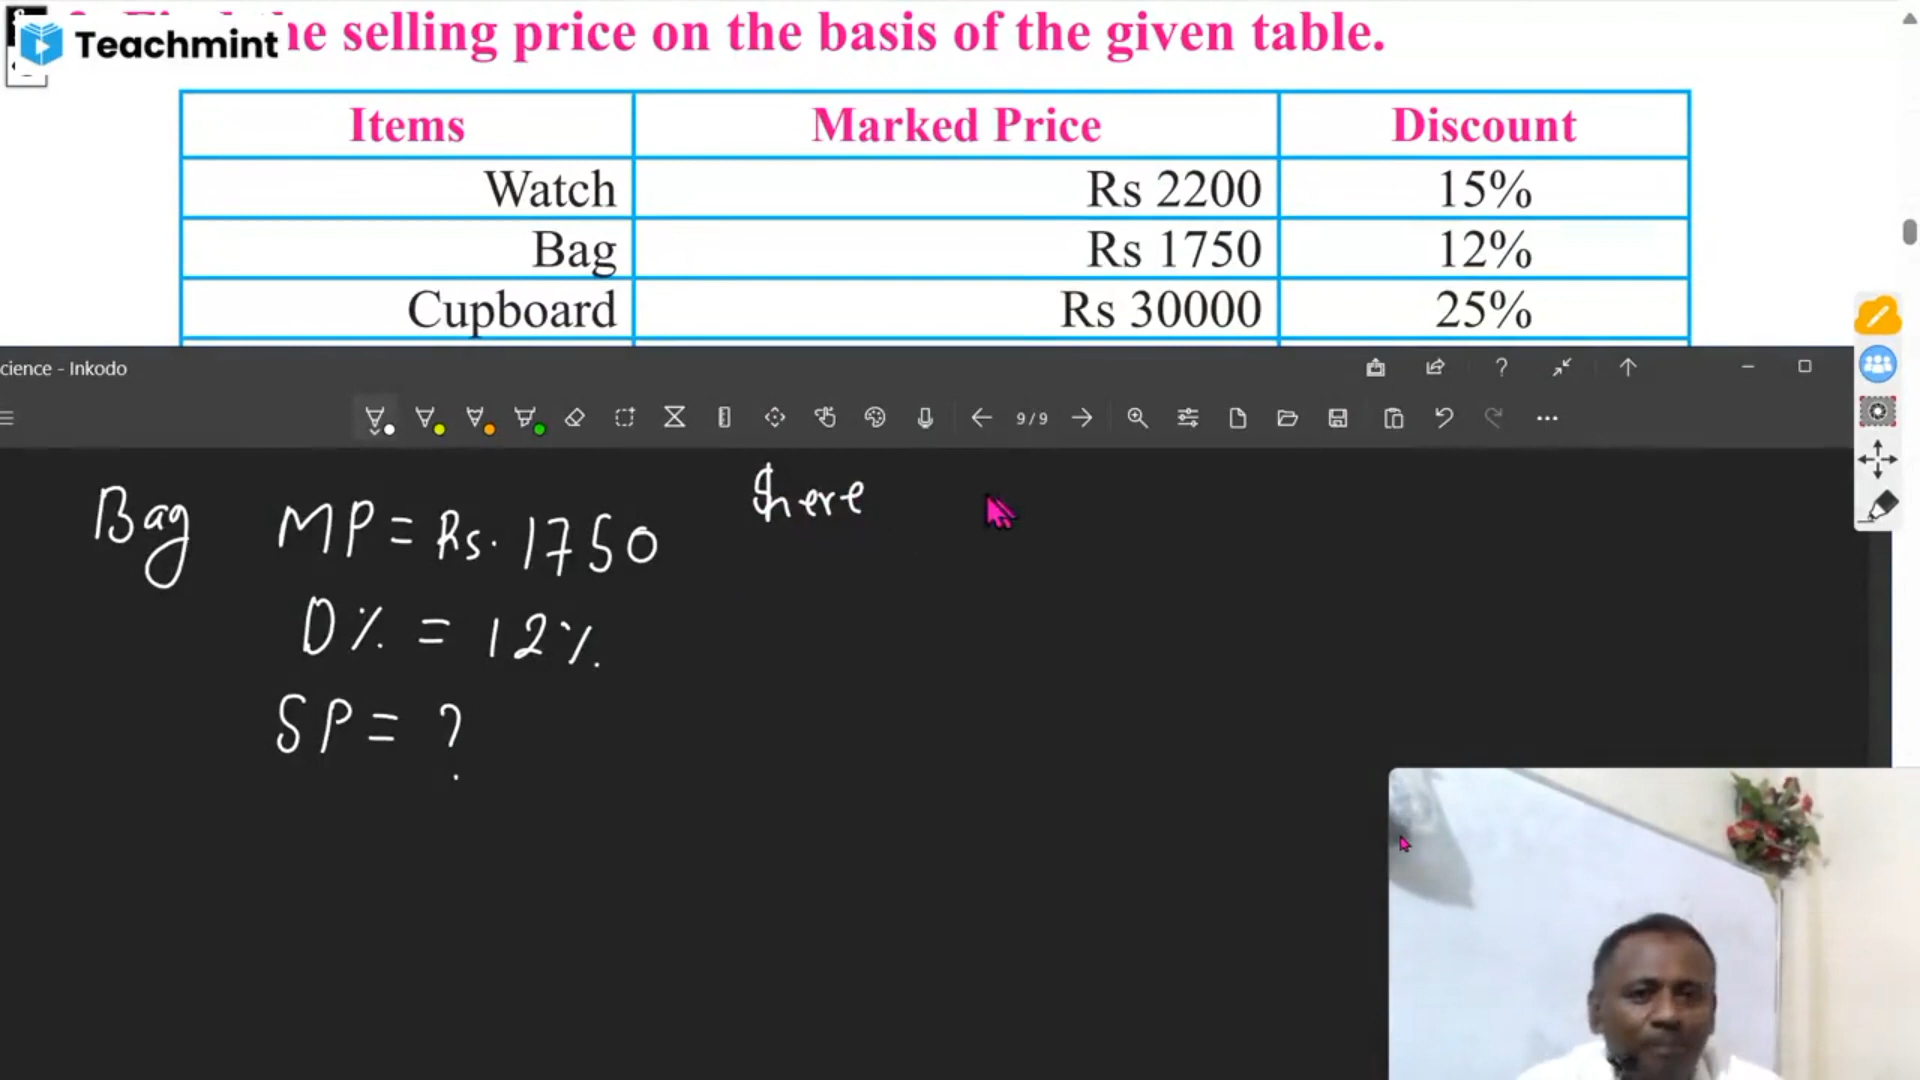 Teachmint
he selling price on the basis of the given table.
Items Marked Price Discount
Watch Rs 2200 15%
Bag Rs 1750 12%
Cupboard Rs 30000 25%
cience - Inkodo
9/9
Bag MP = Rs. 1750 here
D% = 12%
SP = ?